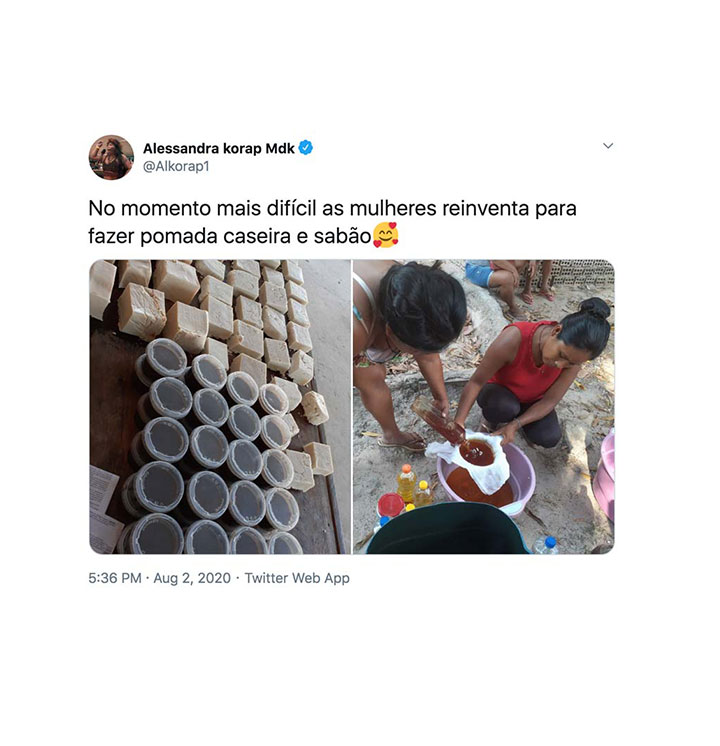 Alessandra korap Mdk
@Alkorap1
No momento mais difícil as mulheres reinventa para
fazer pomada caseira e sabão🥰
5:36 PM · Aug 2, 2020 · Twitter Web App